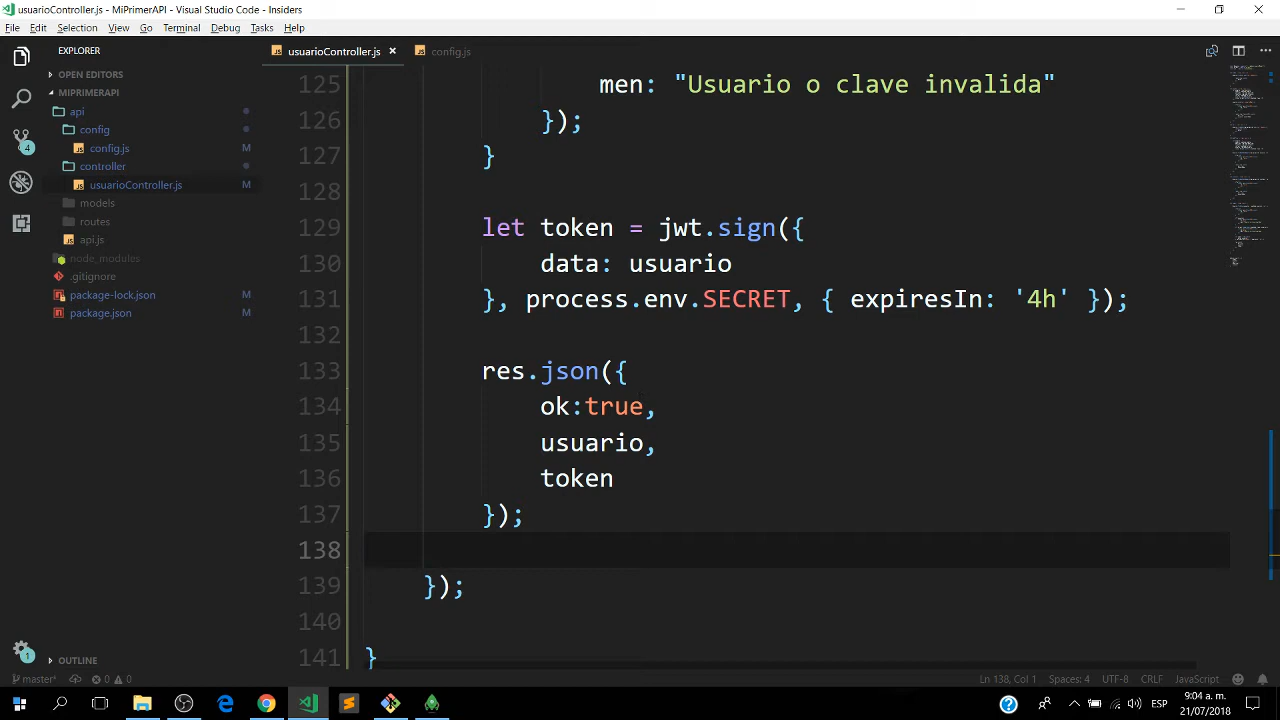 usuarioController.js - MiPrimerAPI - Visual Studio Code - Insiders
File Edit Selection View Go Terminal Debug Tasks Help
EXPLORER
OPEN EDITORS
MIPRIMERAPI
api
config
config.js M
controller
usuarioController.js M
models
routes
api.js
node_modules
.gitignore
package-lock.json M
package.json M
OUTLINE
4
1
usuarioController.js config.js
125 men: "Usuario o clave invalida"
126 });
127 }
128
129 let token = jwt.sign({
130 data: usuario
131 }, process.env.SECRET, { expiresIn: '4h' });
132
133 res.json({
134 ok:true,
135 usuario,
136 token
137 });
138
139 });
140
141 }
master* 0 0 Ln 138, Col 1 Spaces: 4 UTF-8 CRLF JavaScript
ESP 9:04 a. m.
21/07/2018